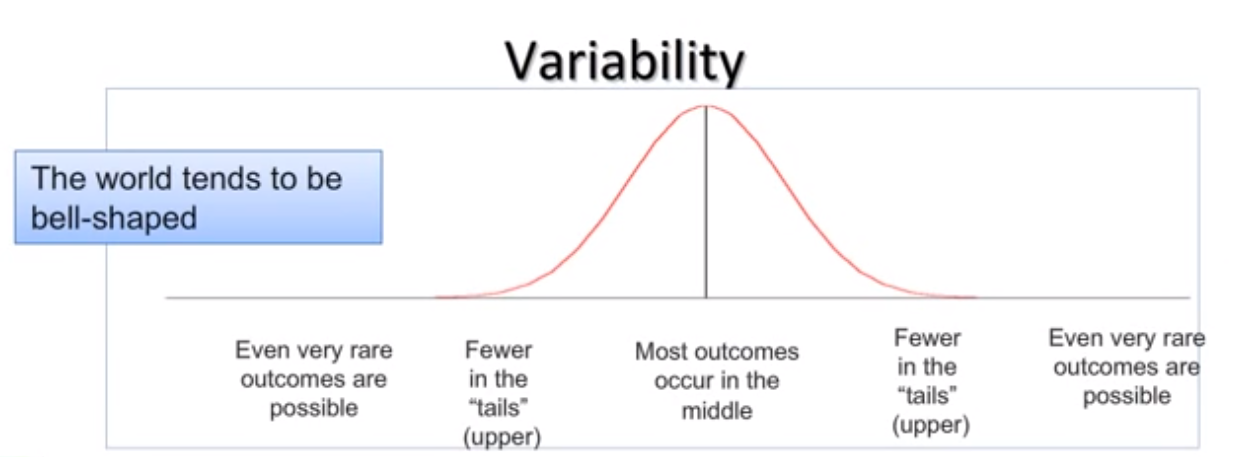 Variability
The world tends to be
bell-shaped
Even very rare
outcomes are
possible
Fewer
in the
“tails”
(upper)
Most outcomes
occur in the
middle
Fewer
in the
“tails”
(upper)
Even very rare
outcomes are
possible